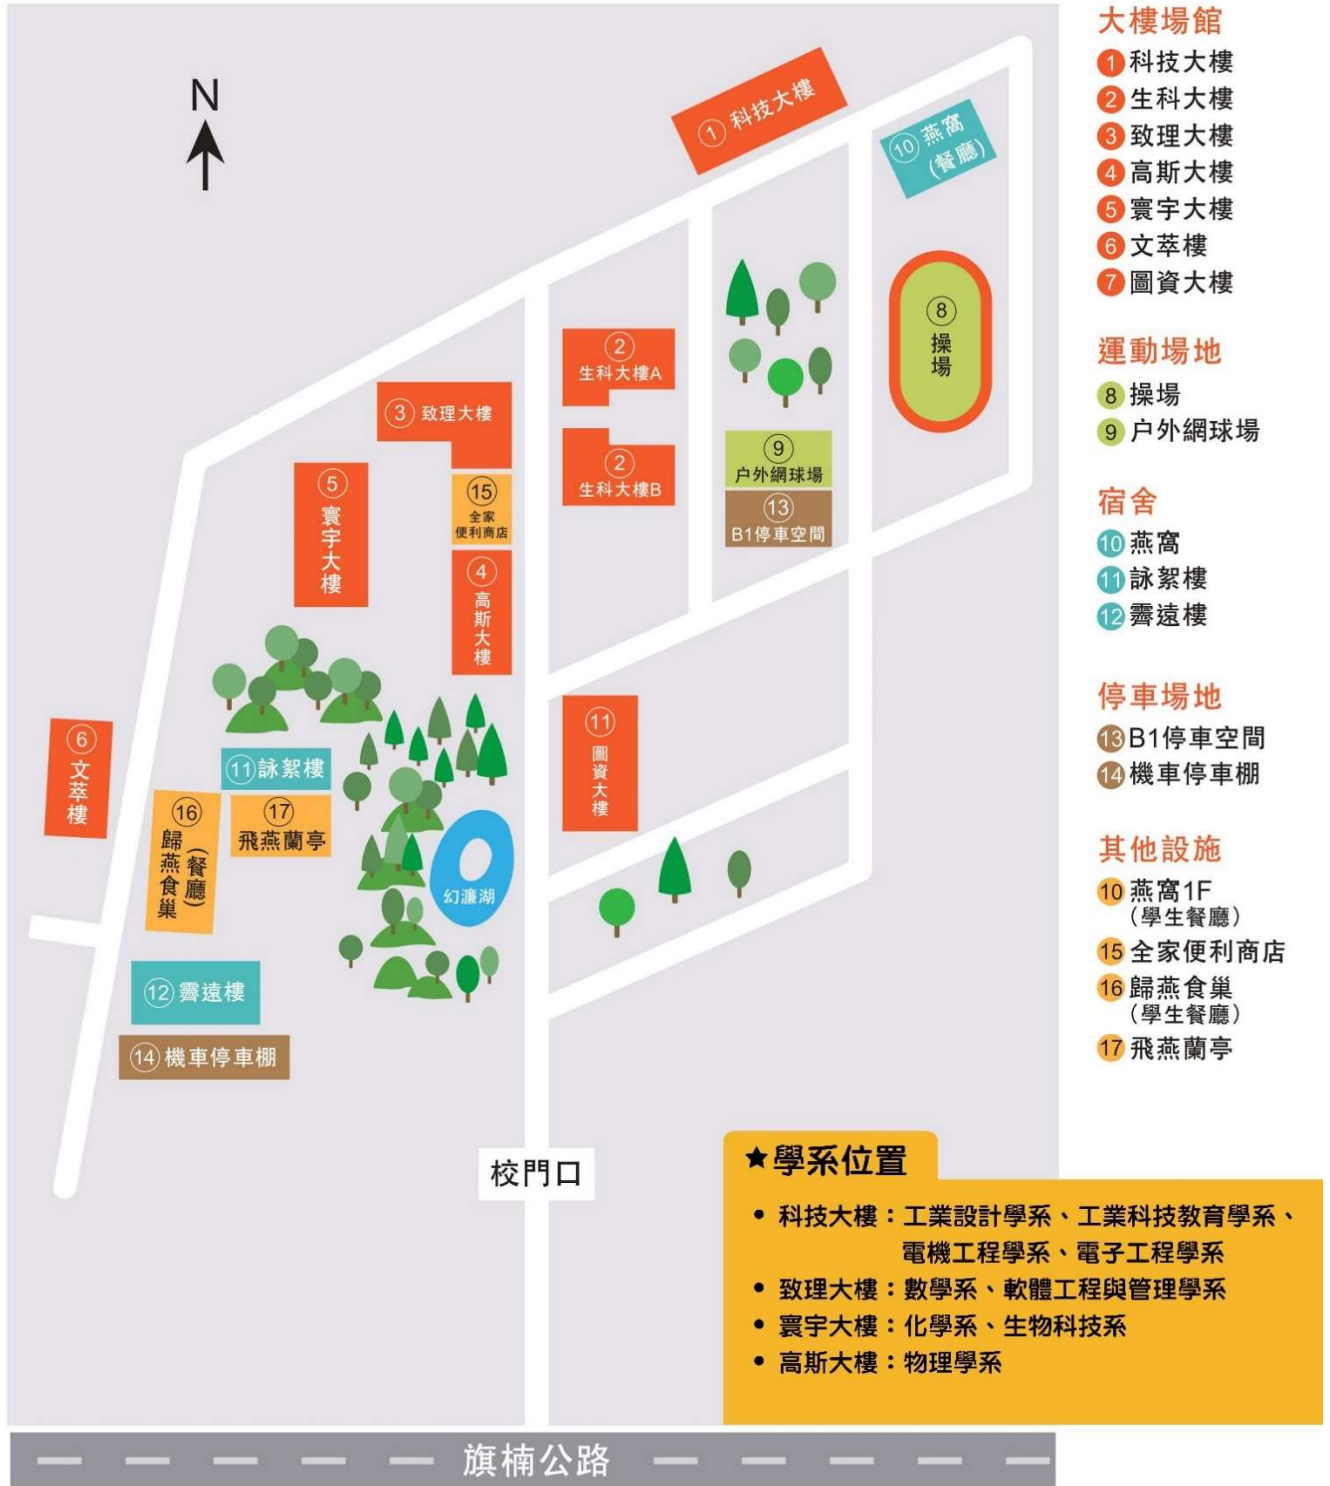 N
① 科技大樓
⑩ 燕窩
(餐廳)
⑧
操場
②
生科大樓A
③ 致理大樓
②
生科大樓B
⑨
户外網球場
⑬
B1停車空間
⑤
寰宇大樓
⑮
全家
便利商店
④
高斯大樓
⑪
圖資大樓
⑥
文萃樓
⑪詠絮樓
⑰
飛燕蘭亭
⑯
歸燕食巢
(餐廳)
幻濂湖
⑫霽遠樓
⑭機車停車棚
校門口
旗楠公路
大樓場館
1 科技大樓
2 生科大樓
3 致理大樓
4 高斯大樓
5 寰宇大樓
6 文萃樓
7 圖資大樓
運動場地
8 操場
9 户外網球場
宿舍
10 燕窩
11 詠絮樓
12 霽遠樓
停車場地
13 B1停車空間
14 機車停車棚
其他設施
10 燕窩1F
(學生餐廳)
15 全家便利商店
16 歸燕食巢
(學生餐廳)
17 飛燕蘭亭
★學系位置
• 科技大樓：工業設計學系、工業科技教育學系、
電機工程學系、電子工程學系
• 致理大樓：數學系、軟體工程與管理學系
• 寰宇大樓：化學系、生物科技系
• 高斯大樓：物理學系